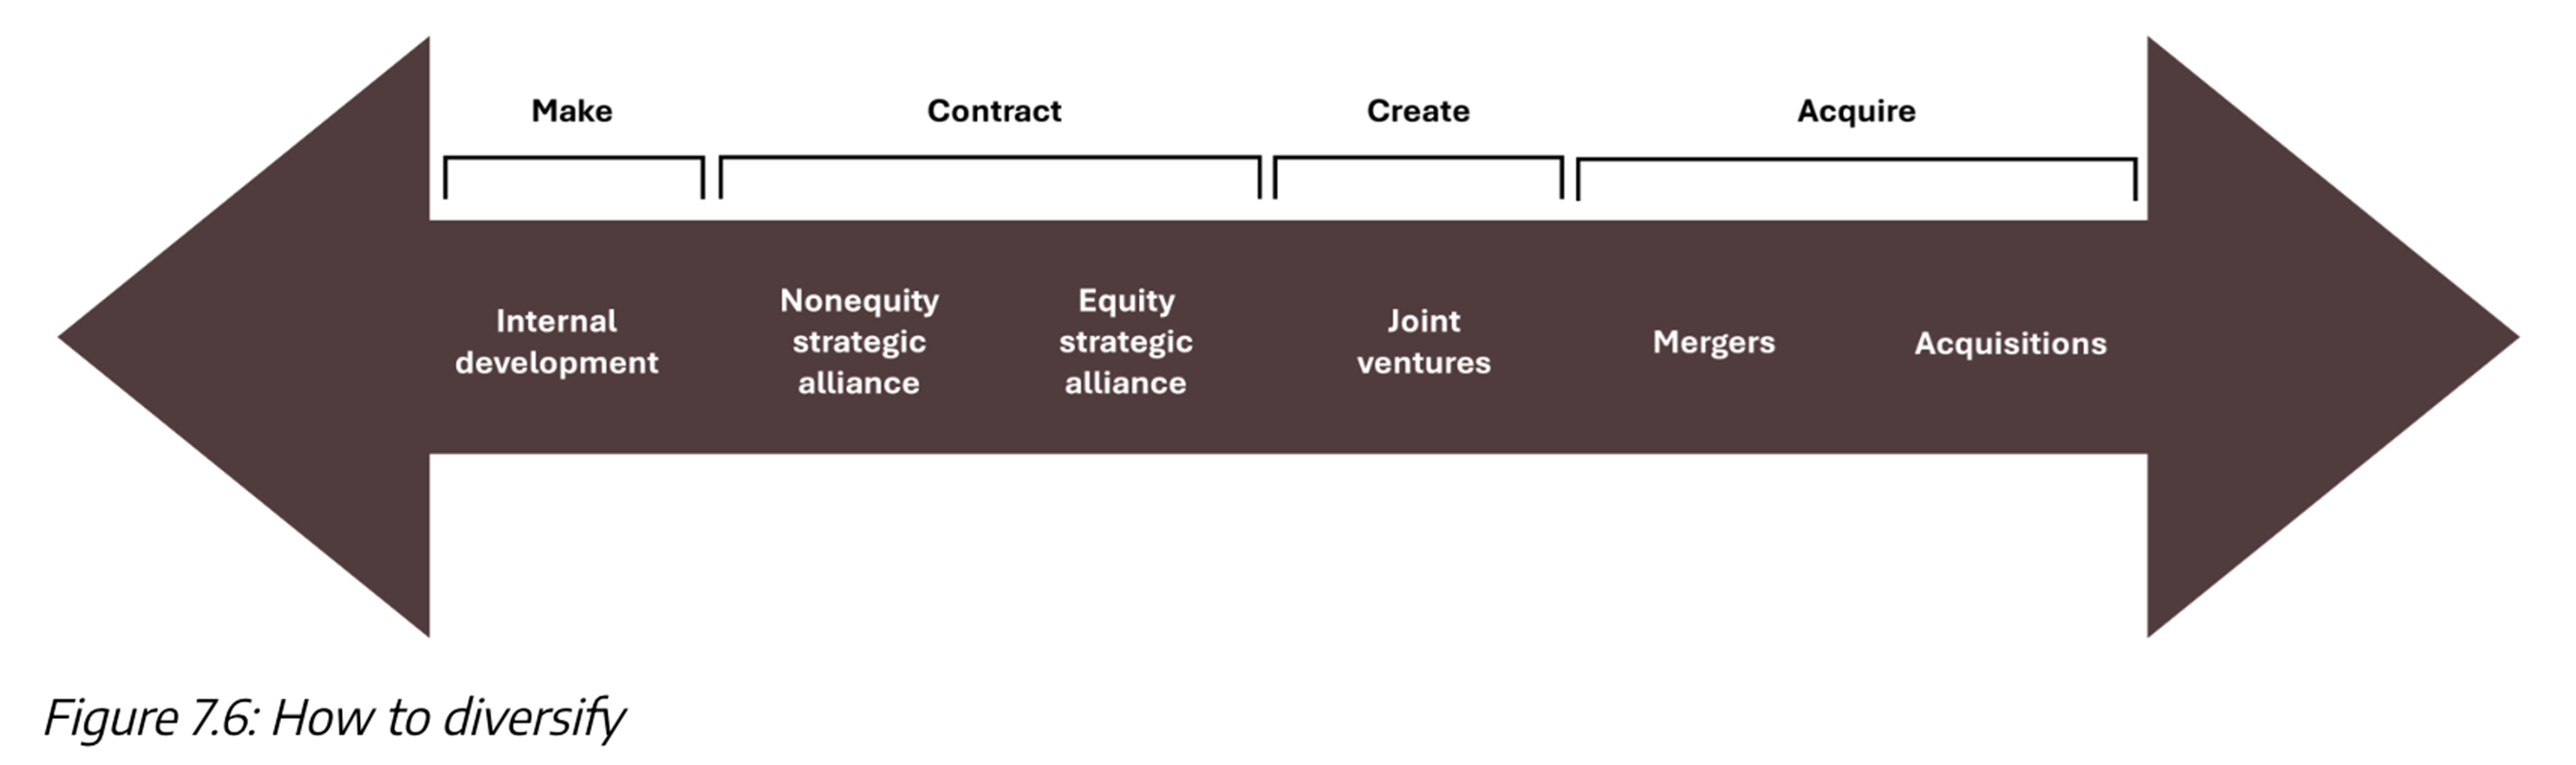 Make
Contract
Create
Acquire
Internal
development
Nonequity
strategic
alliance
Equity
strategic
alliance
Joint
ventures
Mergers
Acquisitions
Figure 7.6: How to diversify